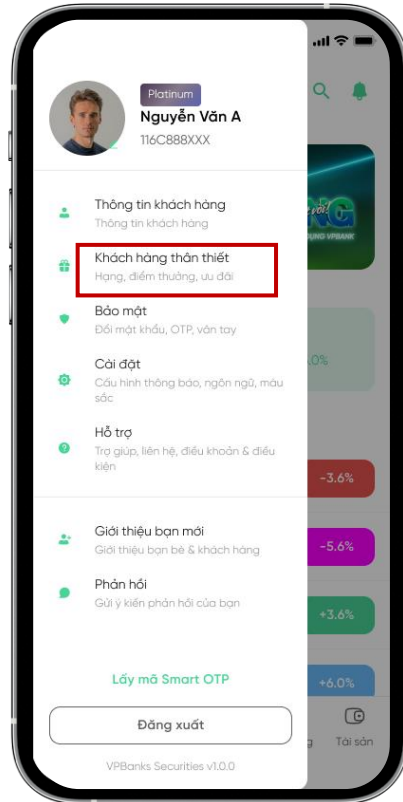 Platinum
Nguyễn Văn A
116C888XXX
Thông tin khách hàng
Thông tin khách hàng
Khách hàng thân thiết
Hạng, điểm thưởng, ưu đãi
Bảo mật
Đổi mật khẩu, OTP, vân tay
Cài đặt
Cấu hình thông báo, ngôn ngữ, màu
sắc
Hỗ trợ
Trợ giúp, liên hệ, điều khoản & điều
kiện
Giới thiệu bạn mới
Giới thiệu bạn bè & khách hàng
Phản hồi
Gửi ý kiến phản hồi của bạn
Lấy mã Smart OTP
Đăng xuất
VPBanks Securities v1.0.0
DỤNG VPBANK
.0%
-3.6%
-5.6%
+3.6%
+6.0%
g
Tài sản